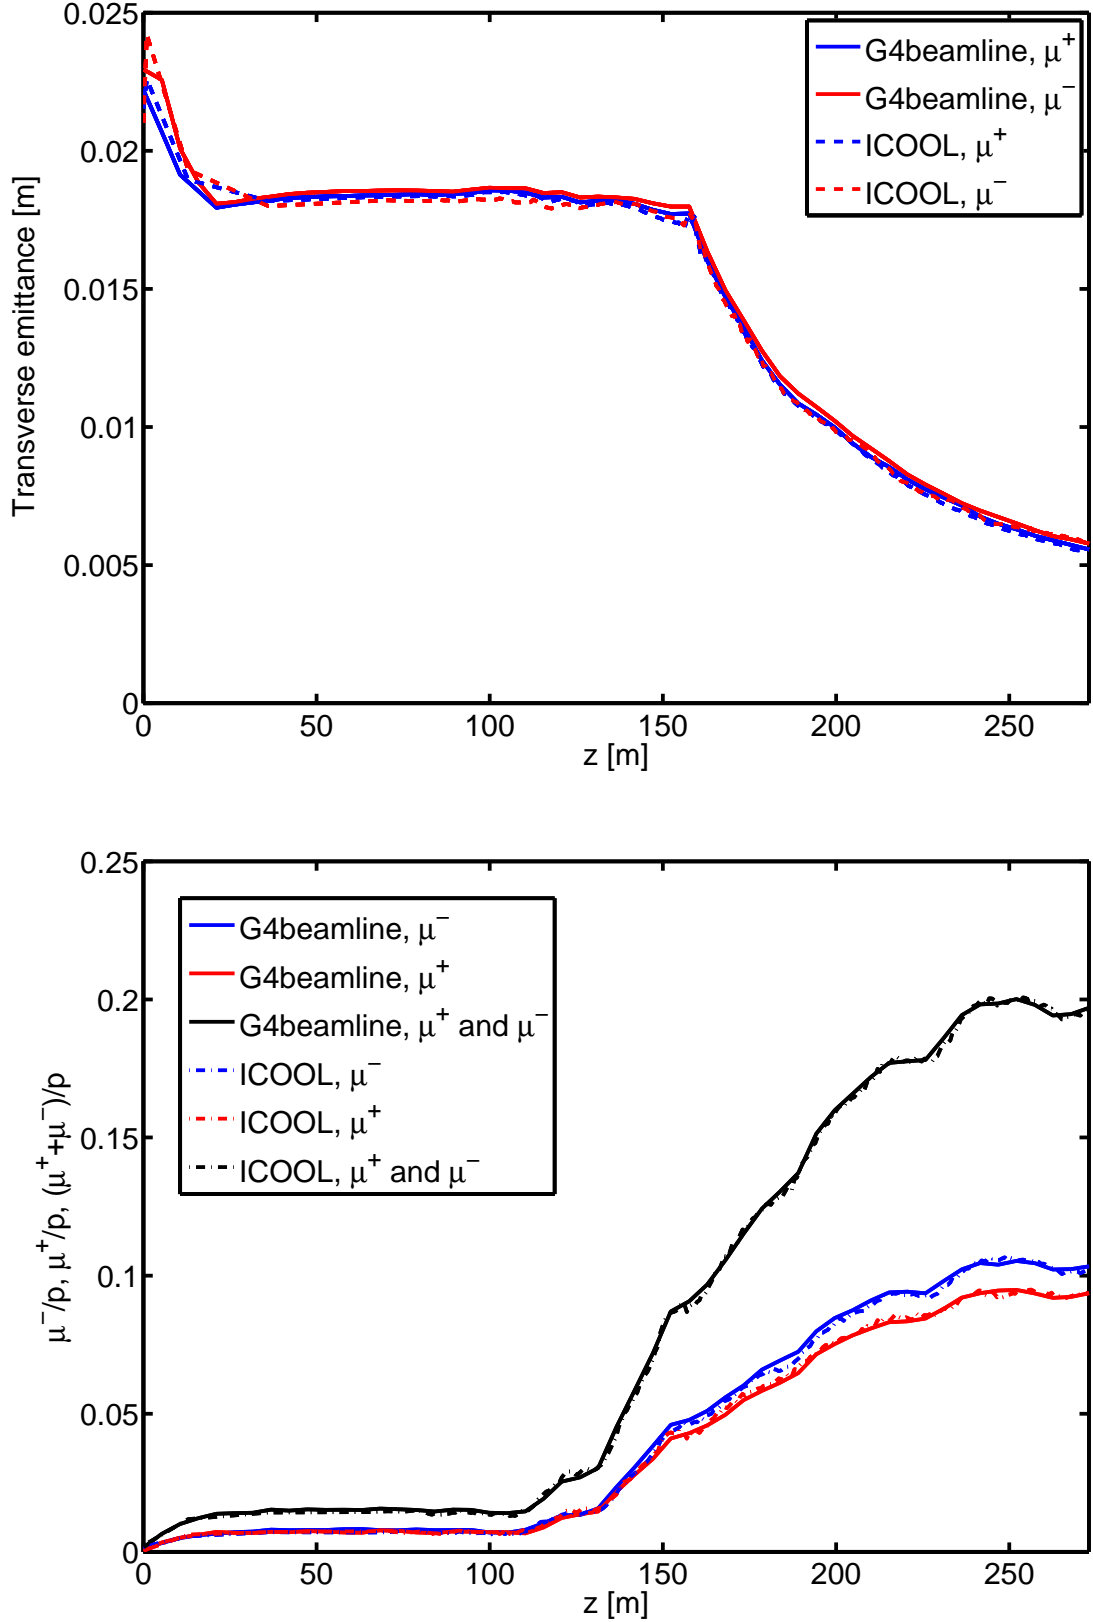 0.025
0.02
0.015
0.01
0.005
0
Transverse emittance [m]
G4beamline, μ⁺
G4beamline, μ⁻
ICOOL, μ⁺
ICOOL, μ⁻
0 50 100 150 200 250
z [m]
0.25
0.2
0.15
0.1
0.05
0
μ⁻/p, μ⁺/p, (μ⁺+μ⁻)/p
G4beamline, μ⁻
G4beamline, μ⁺
G4beamline, μ⁺ and μ⁻
ICOOL, μ⁻
ICOOL, μ⁺
ICOOL, μ⁺ and μ⁻
0 50 100 150 200 250
z [m]